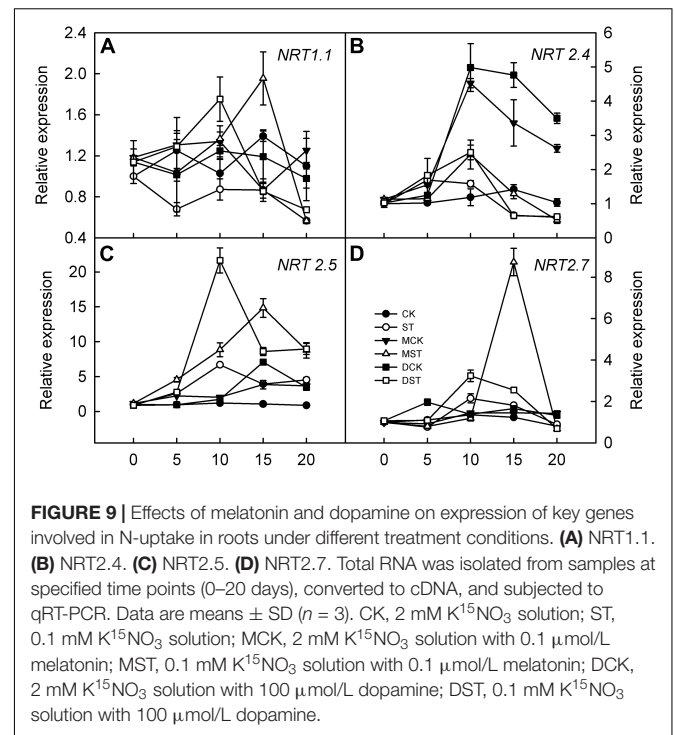 2.4
2.0
1.6
1.2
0.8
0.4
Relative expression
A
NRT1.1
B
NRT 2.4
6
5
4
3
2
1
0
Relative expression
20
15
10
5
0
Relative expression
C
NRT 2.5
D
NRT2.7
CK
ST
MCK
MST
DCK
DST
8
6
4
2
0
Relative expression
0 5 10 15 20
0 5 10 15 20
FIGURE 9 | Effects of melatonin and dopamine on expression of key genes
involved in N-uptake in roots under different treatment conditions. (A) NRT1.1.
(B) NRT2.4. (C) NRT2.5. (D) NRT2.7. Total RNA was isolated from samples at
specified time points (0–20 days), converted to cDNA, and subjected to
qRT-PCR. Data are means ± SD (n = 3). CK, 2 mM K¹⁵NO₃ solution; ST,
0.1 mM K¹⁵NO₃ solution; MCK, 2 mM K¹⁵NO₃ solution with 0.1 μmol/L
melatonin; MST, 0.1 mM K¹⁵NO₃ solution with 0.1 μmol/L melatonin; DCK,
2 mM K¹⁵NO₃ solution with 100 μmol/L dopamine; DST, 0.1 mM K¹⁵NO₃
solution with 100 μmol/L dopamine.